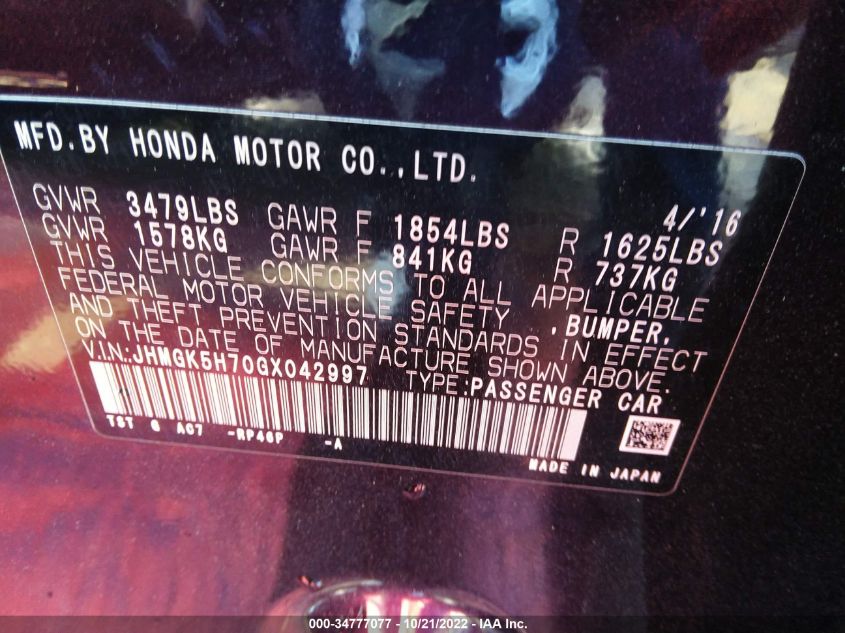 MFD.BY HONDA MOTOR CO.,LTD.
4/'16
GVWR 3479LBS GAWR F 1854LBS R 1625LBS
GVWR 1578KG GAWR F 841KG R 737KG
THIS VEHICLE CONFORMS TO ALL APPLICABLE
FEDERAL MOTOR VEHICLE SAFETY ,BUMPER,
AND THEFT PREVENTION STANDARDS IN EFFECT
ON THE DATE OF MANUFACTURE SHOWN ABOVE.
V.I.N.:JHMGK5H70GX042997 TYPE:PASSENGER CAR
TST G AC7 -RP46P -A
MADE IN JAPAN
000-34777077 - 10/21/2022 - IAA Inc.